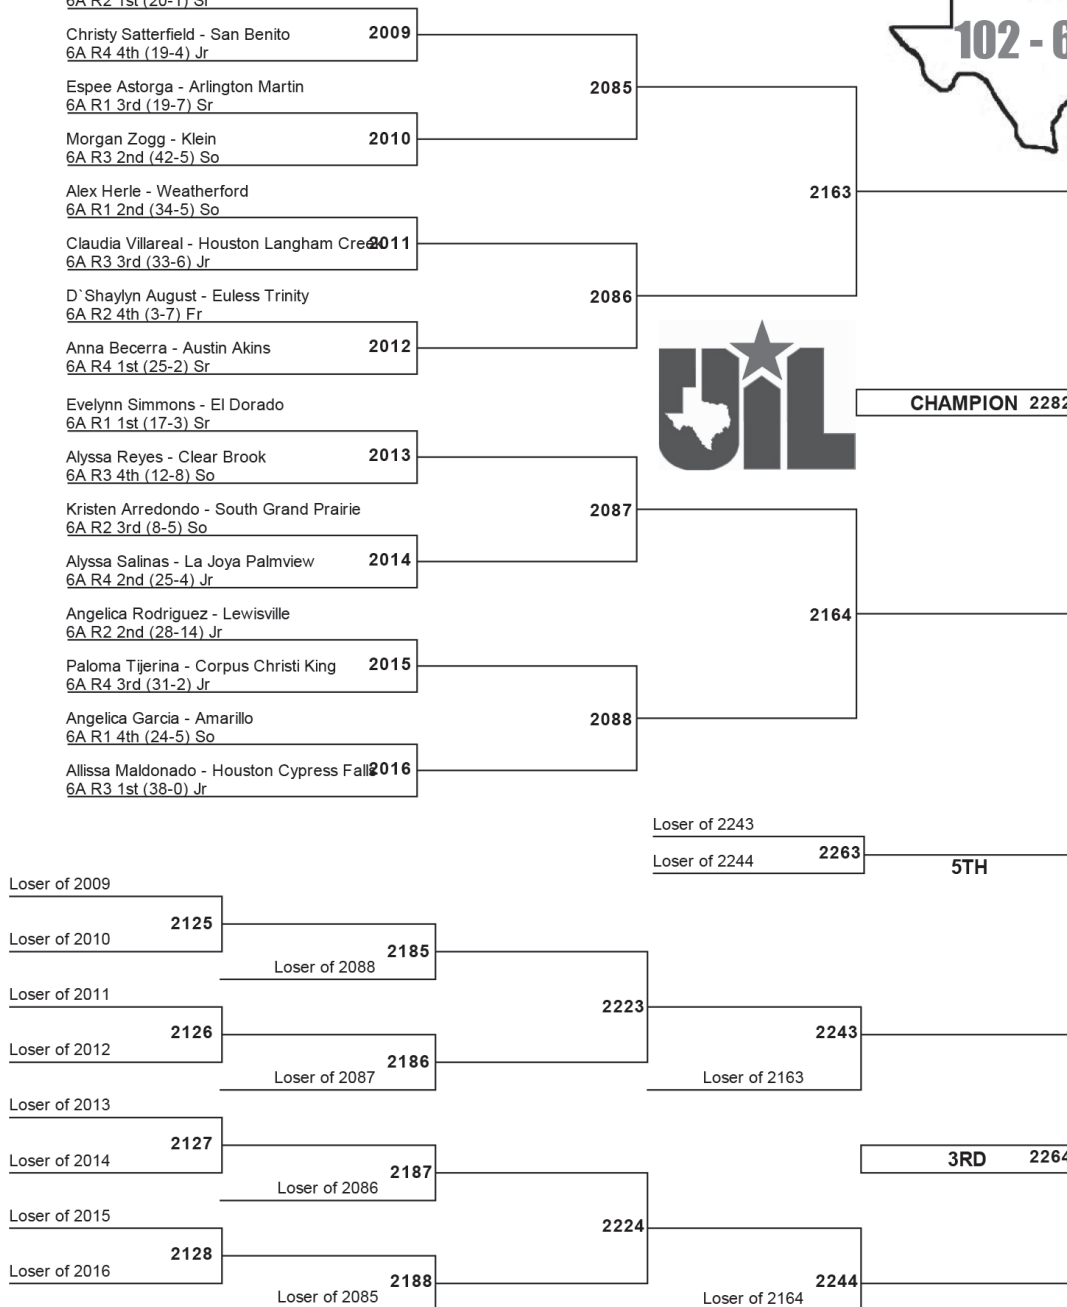 6A R2 1st (20-1) Sr
Christy Satterfield - San Benito
2009
6A R4 4th (19-4) Jr
102 - 6
Espee Astorga - Arlington Martin
2085
6A R1 3rd (19-7) Sr
Morgan Zogg - Klein
2010
6A R3 2nd (42-5) So
Alex Herle - Weatherford
2163
6A R1 2nd (34-5) So
Claudia Villareal - Houston Langham Creek
2011
6A R3 3rd (33-6) Jr
D`Shaylyn August - Euless Trinity
2086
6A R2 4th (3-7) Fr
Anna Becerra - Austin Akins
2012
6A R4 1st (25-2) Sr
UIL
CHAMPION 2282
Evelynn Simmons - El Dorado
6A R1 1st (17-3) Sr
Alyssa Reyes - Clear Brook
2013
6A R3 4th (12-8) So
Kristen Arredondo - South Grand Prairie
2087
6A R2 3rd (8-5) So
Alyssa Salinas - La Joya Palmview
2014
6A R4 2nd (25-4) Jr
Angelica Rodriguez - Lewisville
2164
6A R2 2nd (28-14) Jr
Paloma Tijerina - Corpus Christi King
2015
6A R4 3rd (31-2) Jr
Angelica Garcia - Amarillo
2088
6A R1 4th (24-5) So
Allissa Maldonado - Houston Cypress Falls
2016
6A R3 1st (38-0) Jr
Loser of 2243
2263
Loser of 2244
5TH
Loser of 2009
2125
Loser of 2010
2185
Loser of 2088
Loser of 2011
2223
2126
2243
Loser of 2012
2186
Loser of 2087
Loser of 2163
Loser of 2013
2127
Loser of 2014
3RD 2264
2187
Loser of 2086
Loser of 2015
2224
2128
Loser of 2016
2188
2244
Loser of 2085
Loser of 2164